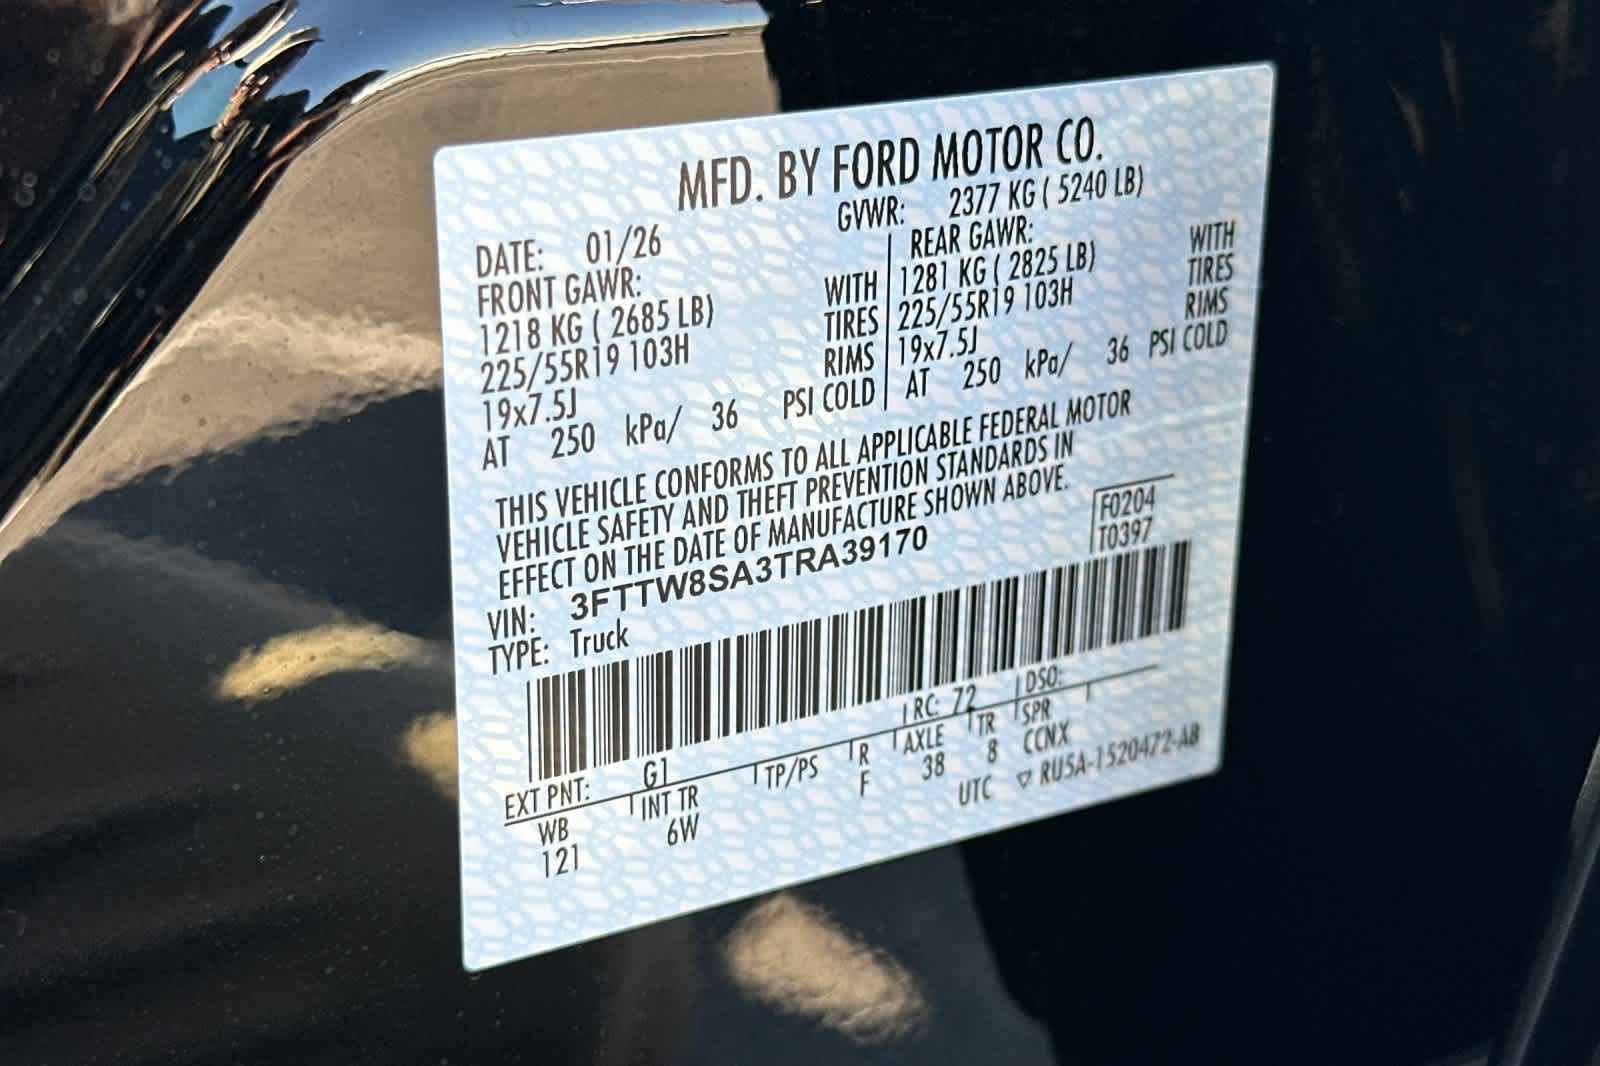 MFD. BY FORD MOTOR CO.
DATE: 01/26 GVWR: 2377 KG ( 5240 LB)
FRONT GAWR: REAR GAWR:
1218 KG ( 2685 LB) WITH 1281 KG ( 2825 LB) WITH
225/55R19 103H TIRES 225/55R19 103H TIRES
19x7.5J RIMS 19x7.5J RIMS
AT 250 kPa/ 36 PSI COLD AT 250 kPa/ 36 PSI COLD
THIS VEHICLE CONFORMS TO ALL APPLICABLE FEDERAL MOTOR
VEHICLE SAFETY AND THEFT PREVENTION STANDARDS IN
EFFECT ON THE DATE OF MANUFACTURE SHOWN ABOVE.
VIN: 3FTTW8SA3TRA39170 F0204
TYPE: Truck T0397
EXT PNT: G1 RC: 72 DSO:
WB INT TR TP/PS R AXLE TR SPR
121 6W F 38 8 CCNX
UTC ▽ RU5A-1520472-AB